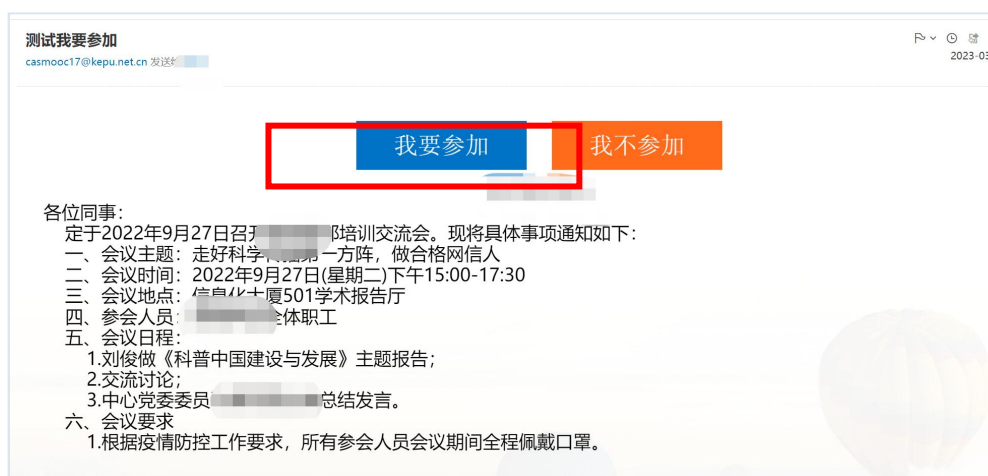 测试我要参加
casmooc17@kepu.net.cn 发送给
2023-03
我要参加
我不参加
各位同事：
定于2022年9月27日召开 部培训交流会。现将具体事项通知如下：
一、会议主题：走好科学 第一方阵，做合格网信人
二、会议时间：2022年9月27日(星期二)下午15:00-17:30
三、会议地点：信息化大厦501学术报告厅
四、参会人员： 全体职工
五、会议日程：
1.刘俊做《科普中国建设与发展》主题报告；
2.交流讨论；
3.中心党委委员 总结发言。
六、会议要求
1.根据疫情防控工作要求，所有参会人员会议期间全程佩戴口罩。